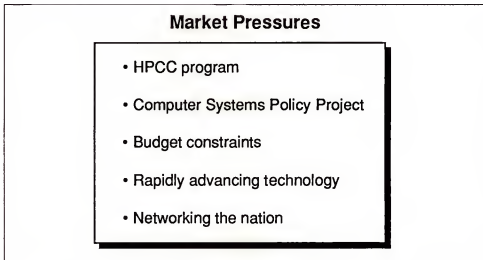 Market Pressures
• HPCC program
• Computer Systems Policy Project
• Budget constraints
• Rapidly advancing technology
• Networking the nation